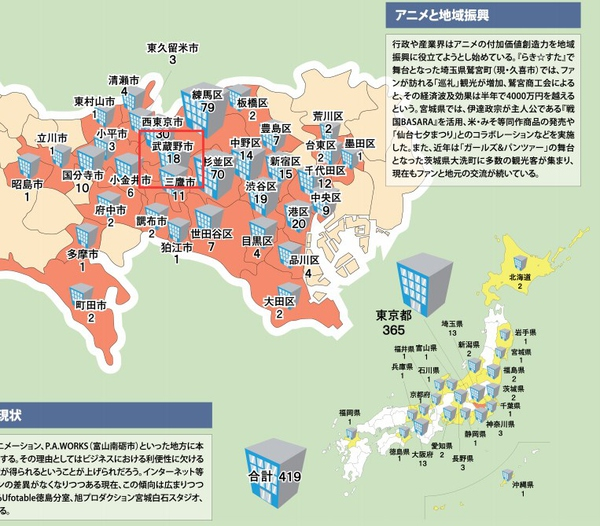 アニメと地域振興
行政や産業界はアニメの付加価値創造力を地域
振興に役立てようとし始めている。『らき☆すた』で
舞台となった埼玉県鷲宮町(現・久喜市)では、ファ
ンが訪れる「巡礼」観光が増加、鷲宮商工会による
と、その経済波及効果は半年で4000万円を越える
という。宮城県では、伊達政宗が主人公である『戦
国BASARA』を活用、米・みそ等同作商品の発売や
「仙台七夕まつり」とのコラボレーションなどを実施
した。また、近年は「ガールズ&パンツァー」の舞台
となった茨城県大洗町に多数の観光客が集まり、
現在もファンと地元の交流が続いている。
東久留米市
3
清瀬市
4
練馬区
79
板橋区
2
東村山市
1
西東京市
30
豊島区
7
荒川区
2
小平市
3
武蔵野市
18
中野区
14
台東区
2
墨田区
1
立川市
1
杉並区
70
新宿区
15
千代田区
12
昭島市
1
国分寺市
10
小金井市
6
三鷹市
11
渋谷区
19
中央区
9
府中市
2
調布市
2
港区
20
狛江市
1
世田谷区
7
目黒区
4
多摩市
1
品川区
4
町田市
2
大田区
2
北海道
2
東京都
365
埼玉県
13
岩手県
1
新潟県
2
宮城県
1
福井県
1
富山県
1
福島県
2
兵庫県
1
石川県
1
茨城県
2
京都府
1
千葉県
1
福岡県
1
神奈川県
3
静岡県
1
徳島県
1
大阪府
13
愛知県
2
長野県
3
沖縄県
1
合計 419
現状
ニメーション、P.A.WORKS(富山南砺市)といった地方に本
する。その理由としてはビジネスにおける利便性に欠ける
が得られるということが上げられだろう。インターネット等
ンの差異がなくなりつつある現在、この傾向は広まりつつ
るUfotable徳島分室、旭プロダクション宮城白石スタジオ、
る。